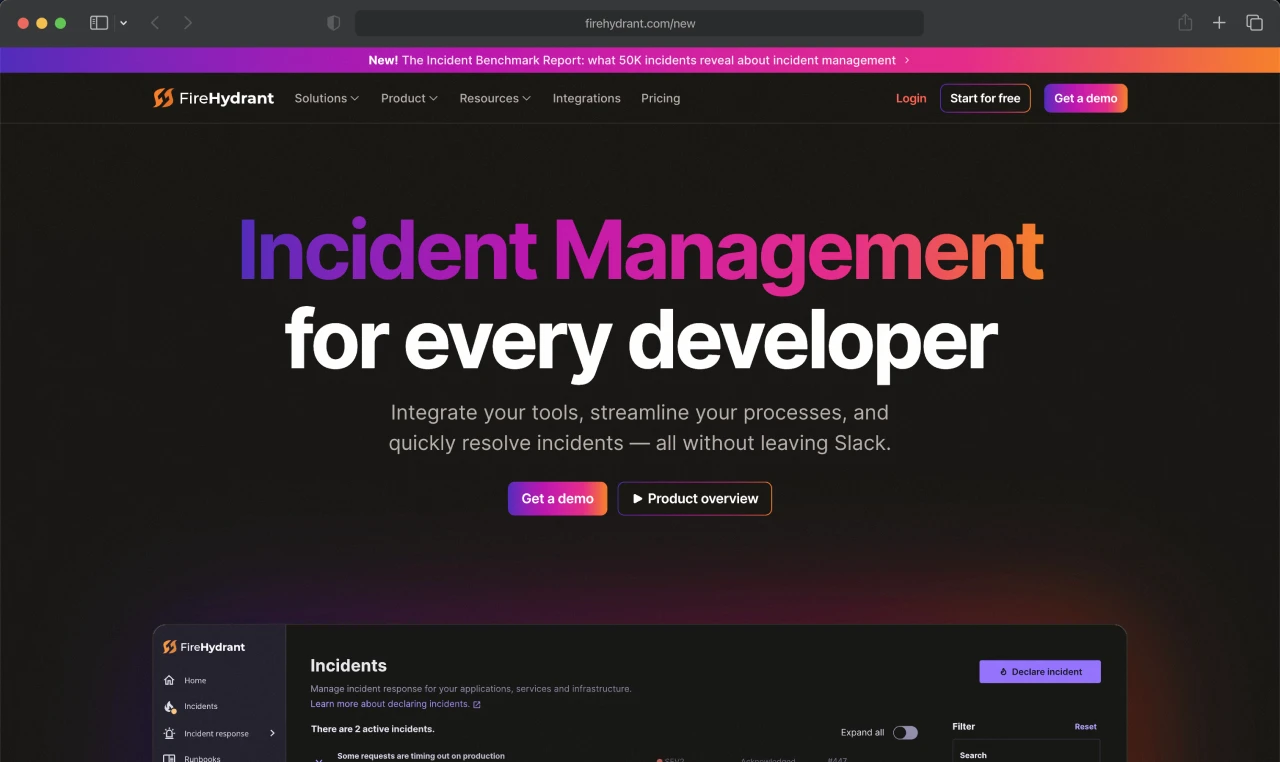 firehydrant.com/new
New! The Incident Benchmark Report: what 50K incidents reveal about incident management
FireHydrant Solutions Product Resources Integrations Pricing Login Start for free Get a demo
Incident Management
for every developer
Integrate your tools, streamline your processes, and
quickly resolve incidents — all without leaving Slack.
Get a demo Product overview
FireHydrant
Home
Incidents
Incident response
Runbooks
Incidents
Declare incident
Manage incident response for your applications, services and infrastructure.
Learn more about declaring incidents.
There are 2 active incidents.
Expand all
Filter Reset
Search
Some requests are timing out on production
SEV2 Acknowledged #447